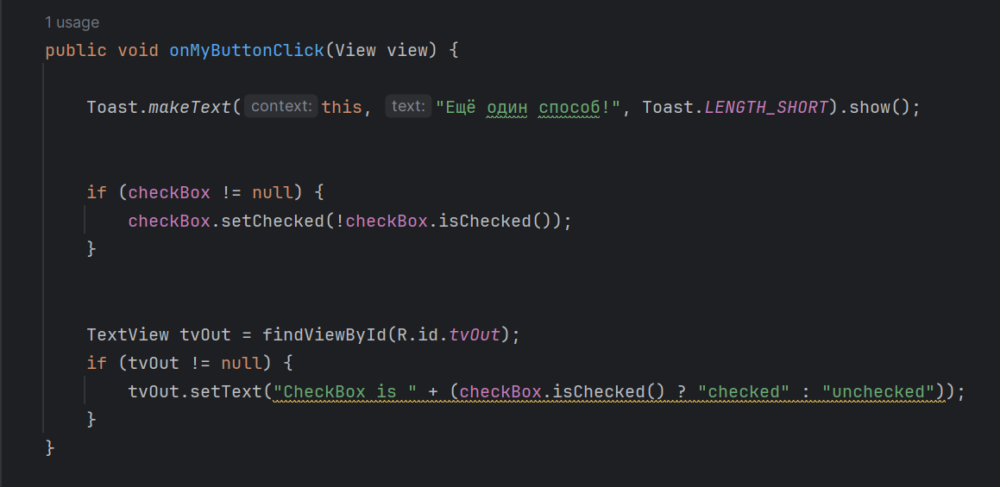 1 usage
public void onMyButtonClick(View view) {
Toast.makeText( context: this, text: "Ещё один способ!", Toast.LENGTH_SHORT).show();
if (checkBox != null) {
checkBox.setChecked(!checkBox.isChecked());
}
TextView tvOut = findViewById(R.id.tvOut);
if (tvOut != null) {
tvOut.setText("CheckBox is " + (checkBox.isChecked() ? "checked" : "unchecked"));
}
}